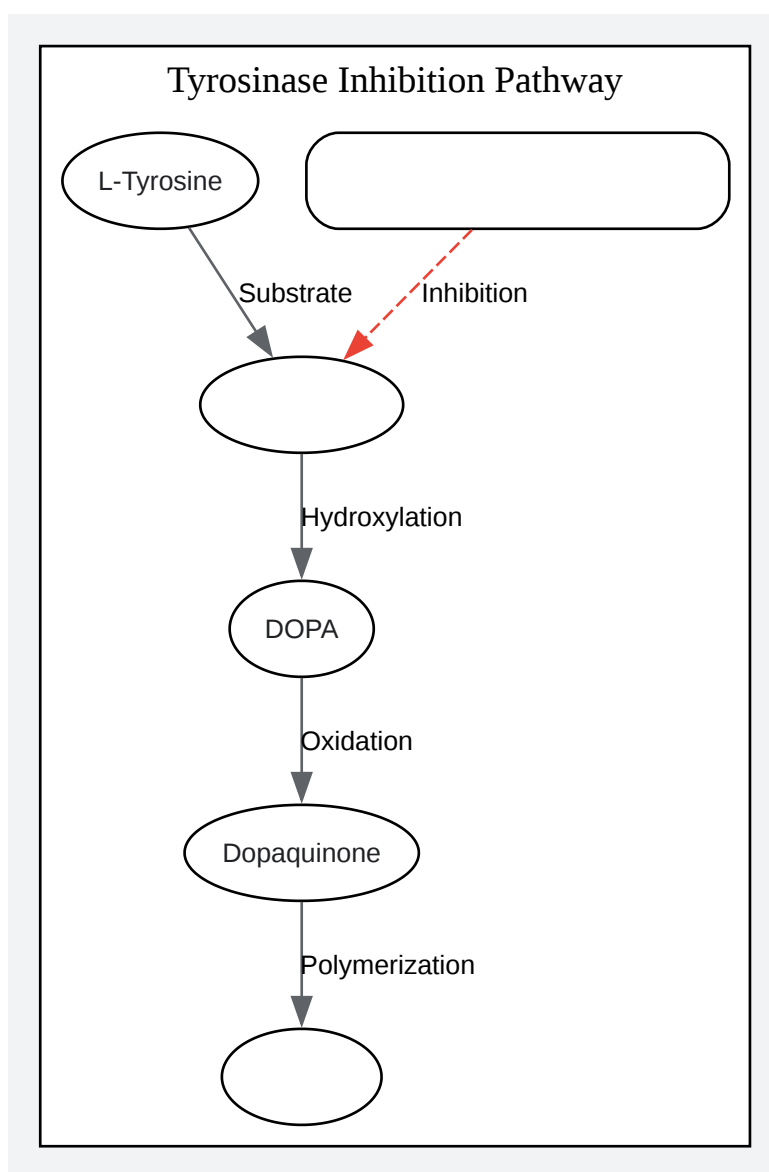 Tyrosinase Inhibition Pathway
L-Tyrosine
Substrate
Inhibition
Hydroxylation
DOPA
Oxidation
Dopaquinone
Polymerization